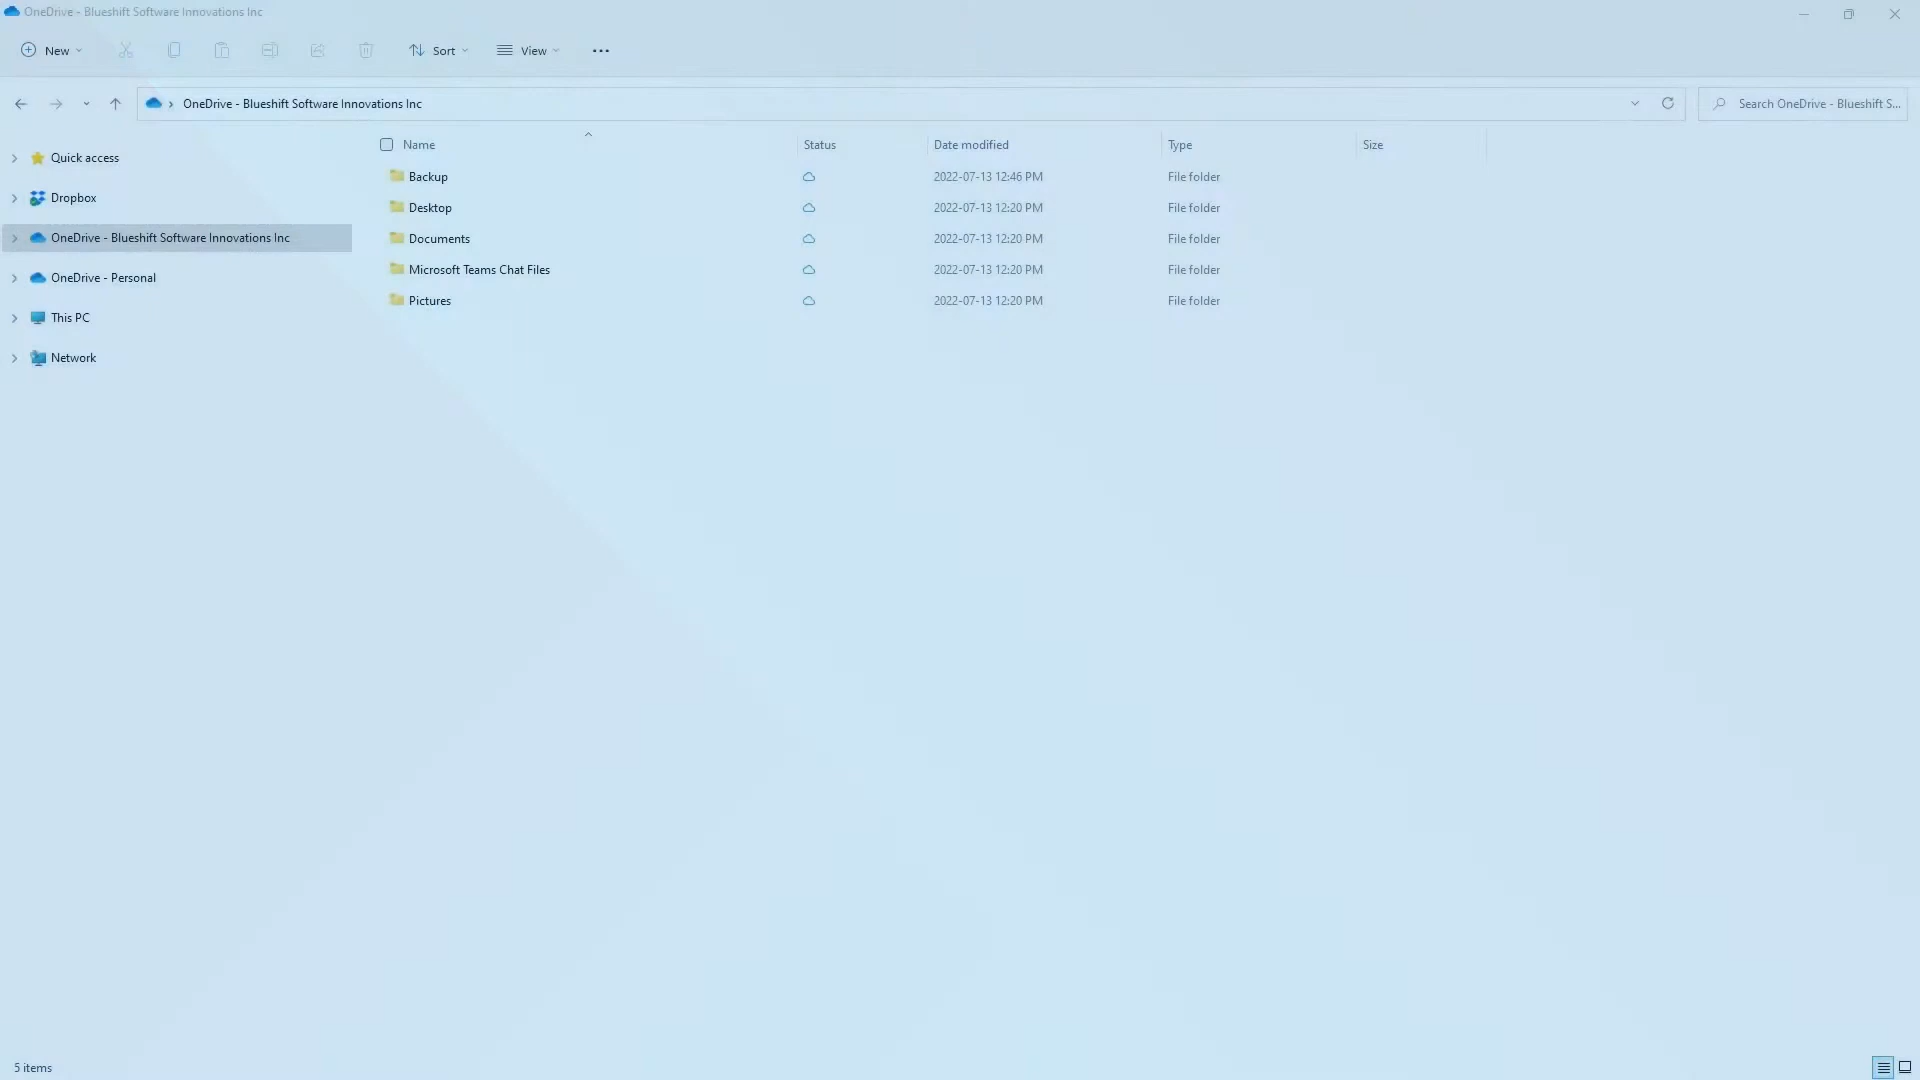 OneDrive - Blueshift Software Innovations Inc
New Sort View
OneDrive - Blueshift Software Innovations Inc Search OneDrive - Blueshift S...
Name Status Date modified Type Size
Quick access
Dropbox
OneDrive - Blueshift Software Innovations Inc
OneDrive - Personal
This PC
Network
Backup 2022-07-13 12:46 PM File folder
Desktop 2022-07-13 12:20 PM File folder
Documents 2022-07-13 12:20 PM File folder
Microsoft Teams Chat Files 2022-07-13 12:20 PM File folder
Pictures 2022-07-13 12:20 PM File folder
5 items